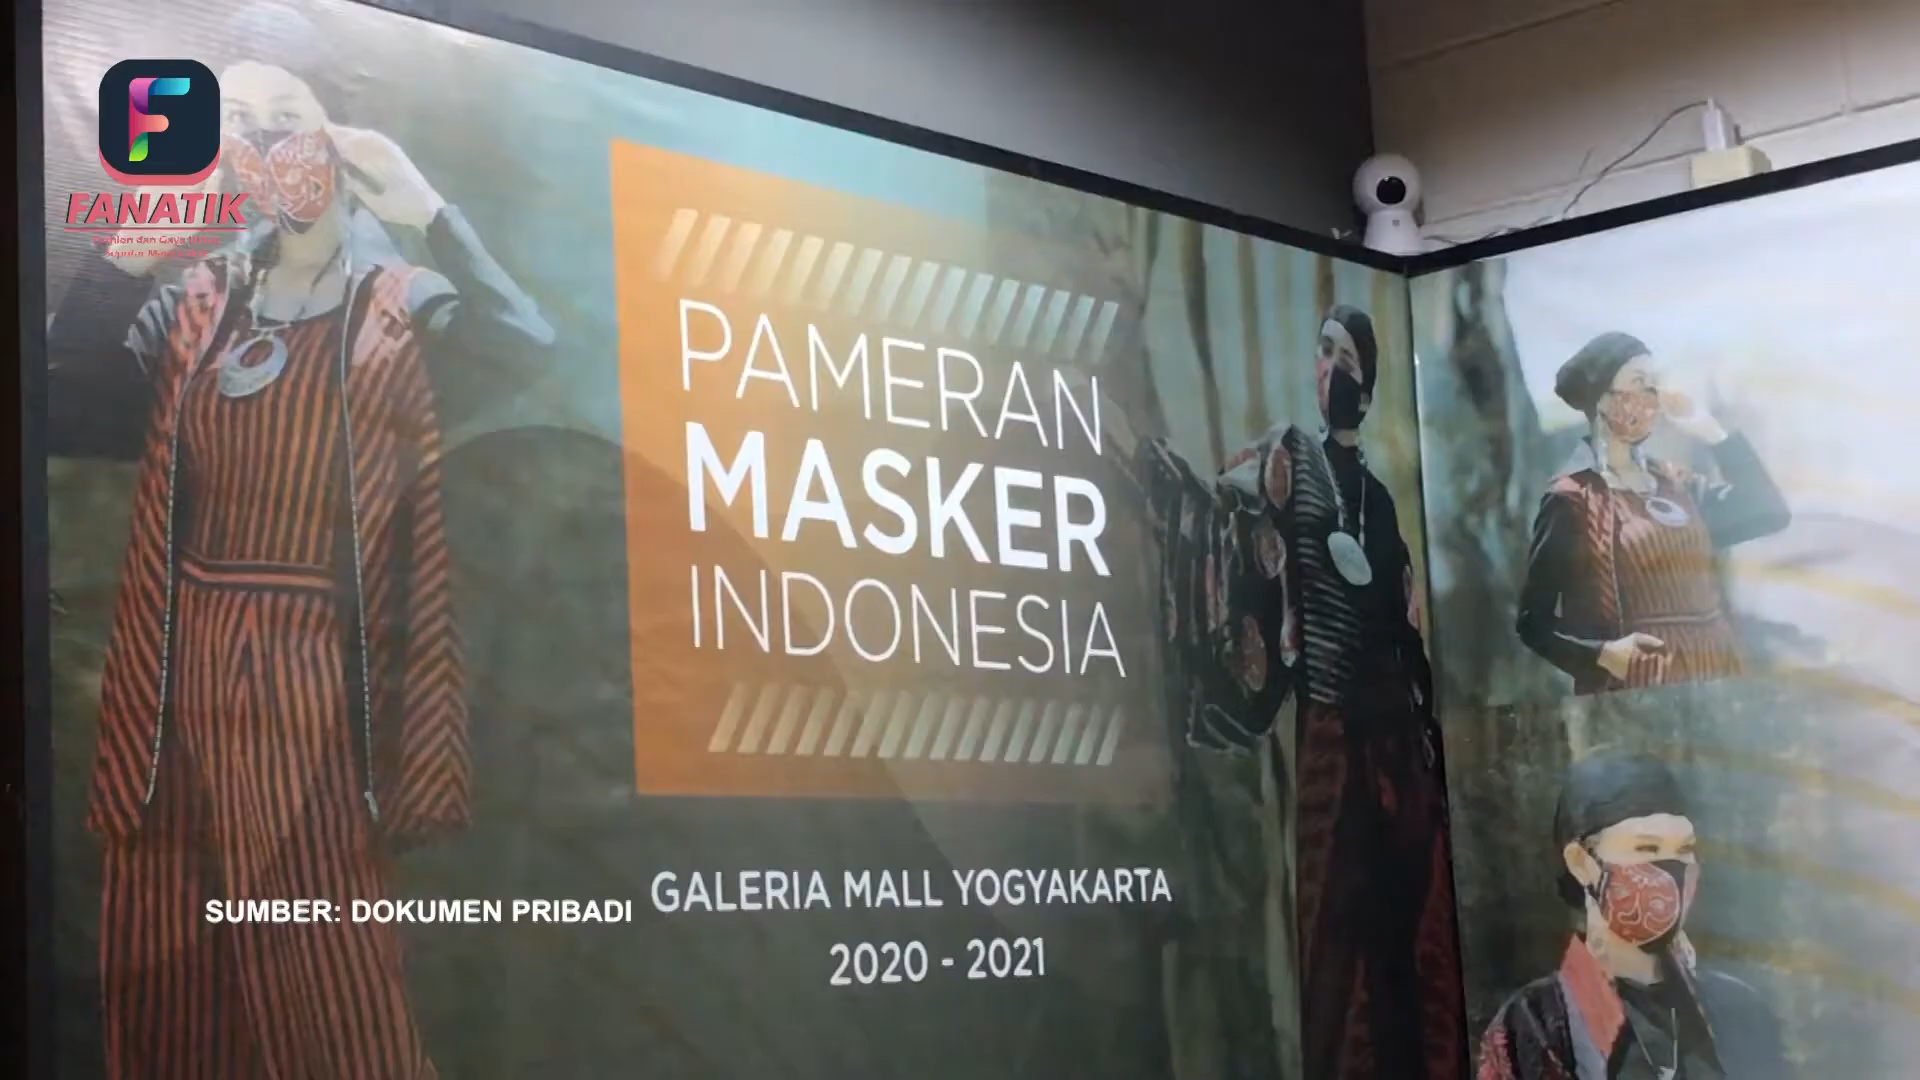 FANATIK
PAMERAN
MASKER
INDONESIA
SUMBER: DOKUMEN PRIBADI
GALERIA MALL YOGYAKARTA
2020 - 2021